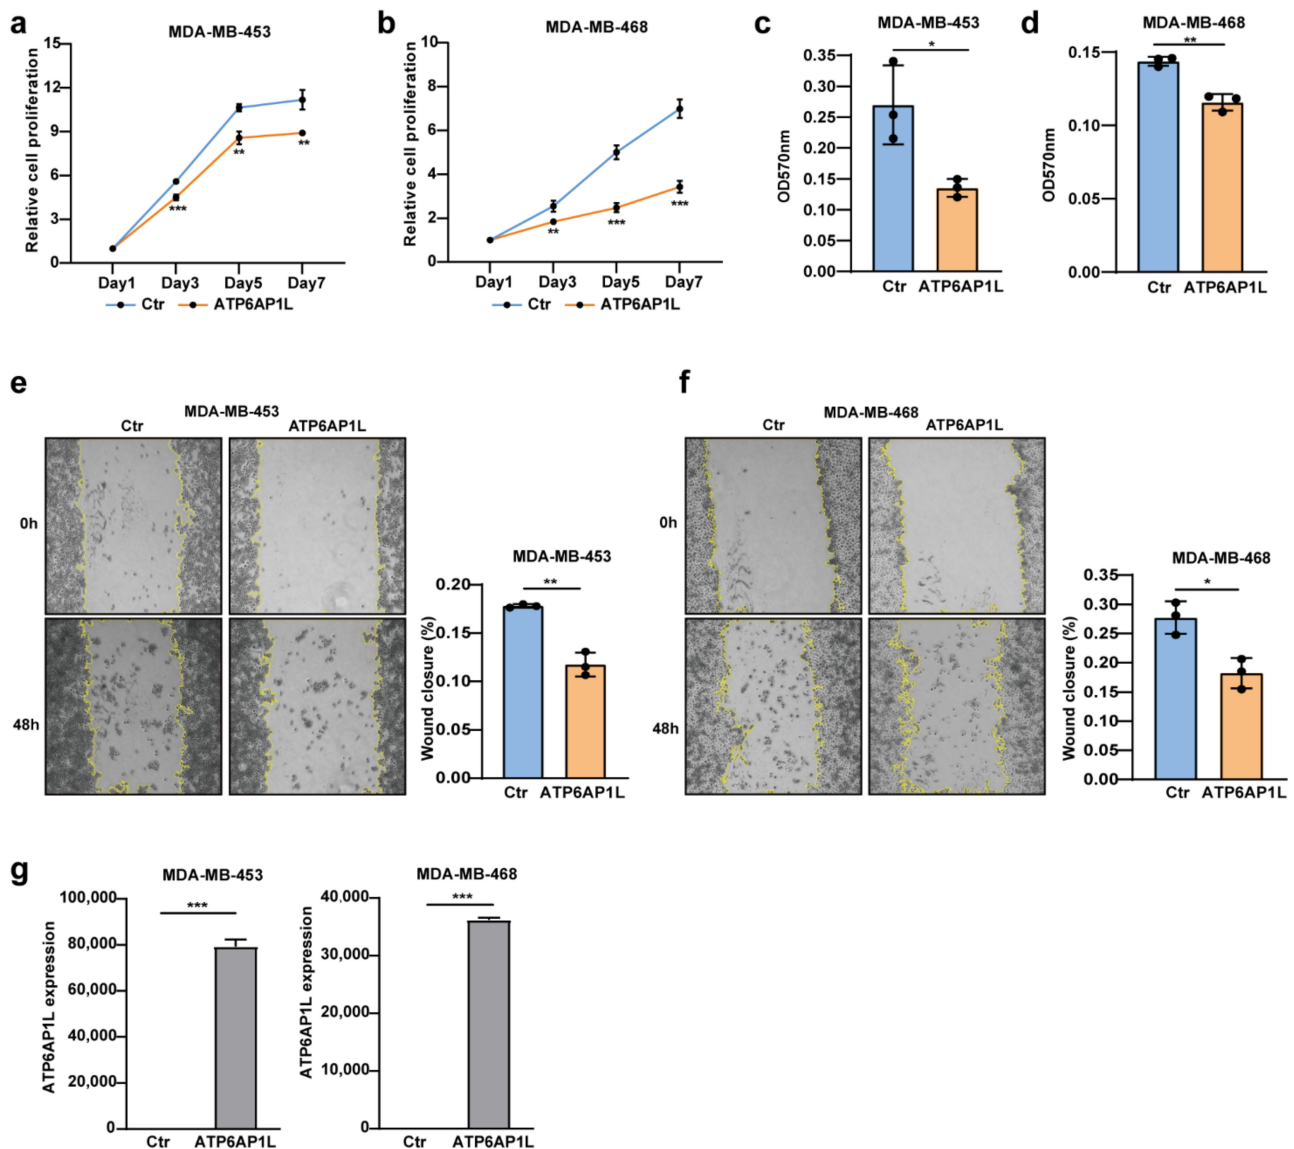 a
MDA-MB-453
Relative cell proliferation
15
12
9
6
3
0
***
**
**
Day1 Day3 Day5 Day7
Ctr ATP6AP1L
b
MDA-MB-468
Relative cell proliferation
10
8
6
4
2
0
**
***
***
Day1 Day3 Day5 Day7
Ctr ATP6AP1L
c
MDA-MB-453
*
OD570nm
0.35
0.30
0.25
0.20
0.15
0.10
0.05
0.00
Ctr ATP6AP1L
d
MDA-MB-468
**
OD570nm
0.15
0.10
0.05
0.00
Ctr ATP6AP1L
e
MDA-MB-453
Ctr ATP6AP1L
0h
48h
MDA-MB-453
**
Wound closure (%)
0.20
0.15
0.10
0.05
0.00
Ctr ATP6AP1L
f
MDA-MB-468
Ctr ATP6AP1L
0h
48h
MDA-MB-468
*
Wound closure (%)
0.35
0.30
0.25
0.20
0.15
0.10
0.05
0.00
Ctr ATP6AP1L
g
MDA-MB-453
***
ATP6AP1L expression
100,000
80,000
60,000
40,000
20,000
0
Ctr ATP6AP1L
MDA-MB-468
***
ATP6AP1L expression
40,000
30,000
20,000
10,000
0
Ctr ATP6AP1L